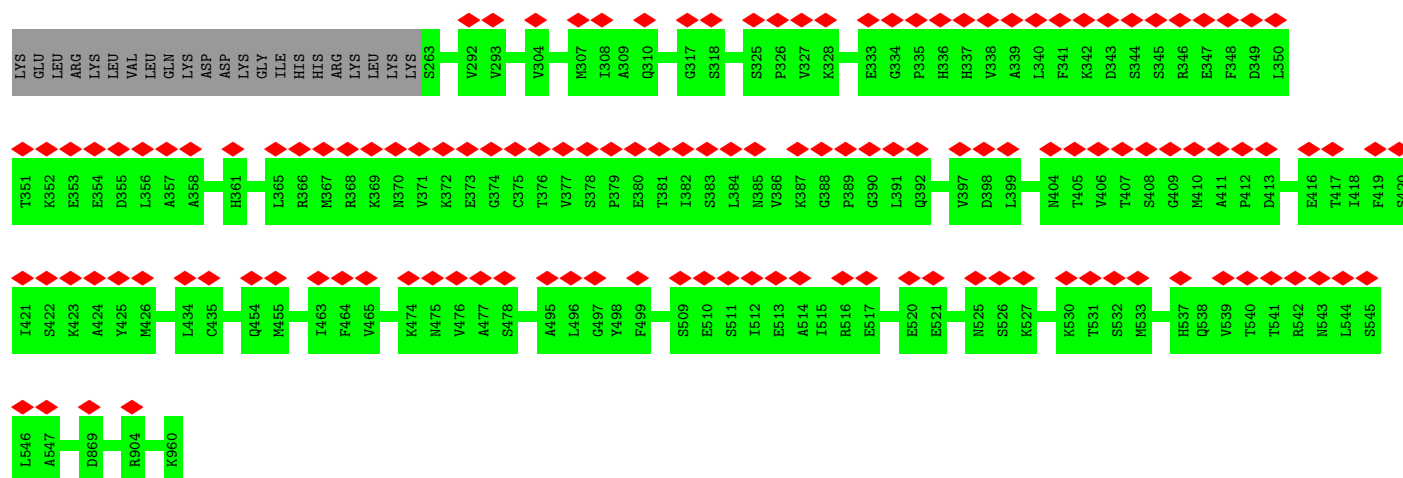 LYS GLU LEU ARG LYS LEU VAL LEU GLN LYS ASP ASP LYS GLY ILE HIS HIS ARG LYS LEU LYS LYS S263 V292 V293 V304 M307 I308 A309 Q310 G317 S318 S325 P326 V327 K328 E333 G334 P335 H336 H337 V338 A339 L340 F341 K342 D343 S344 S345 R346 E347 F348 D349 L350
T351 K352 E353 E354 D355 L356 A357 A358 H361 L365 R366 M367 R368 K369 N370 V371 K372 E373 G374 C375 T376 V377 S378 P379 E380 T381 I382 S383 L384 N385 V386 K387 G388 P389 G390 L391 Q392 V397 D398 L399 N404 T405 V406 T407 S408 G409 M410 A411 P412 D413 E416 T417 I418 F419 S420
I421 S422 K423 A424 Y425 M426 L434 C435 Q454 M455 I463 F464 V465 K474 N475 V476 A477 S478 A495 L496 G497 Y498 F499 S509 E510 S511 I512 E513 A514 I515 R516 E517 E520 E521 N525 S526 K527 K530 T531 S532 M533 H537 Q538 V539 T540 T541 R542 N543 L544 S545
L546 A547 D869 R904 K960